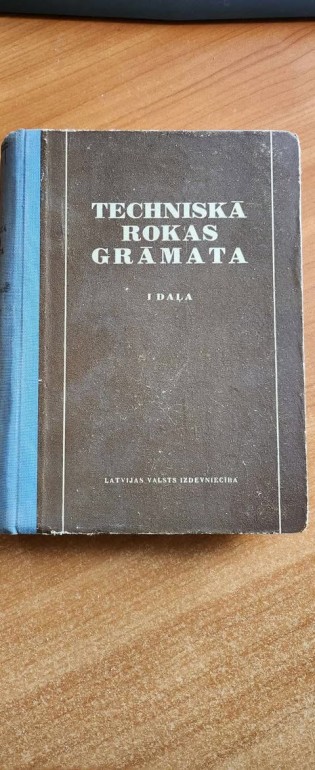 TECHNISKĀ
ROKAS
GRĀMATA
I DAĻA
LATVIJAS VALSTS IZDEVNIECĪBA